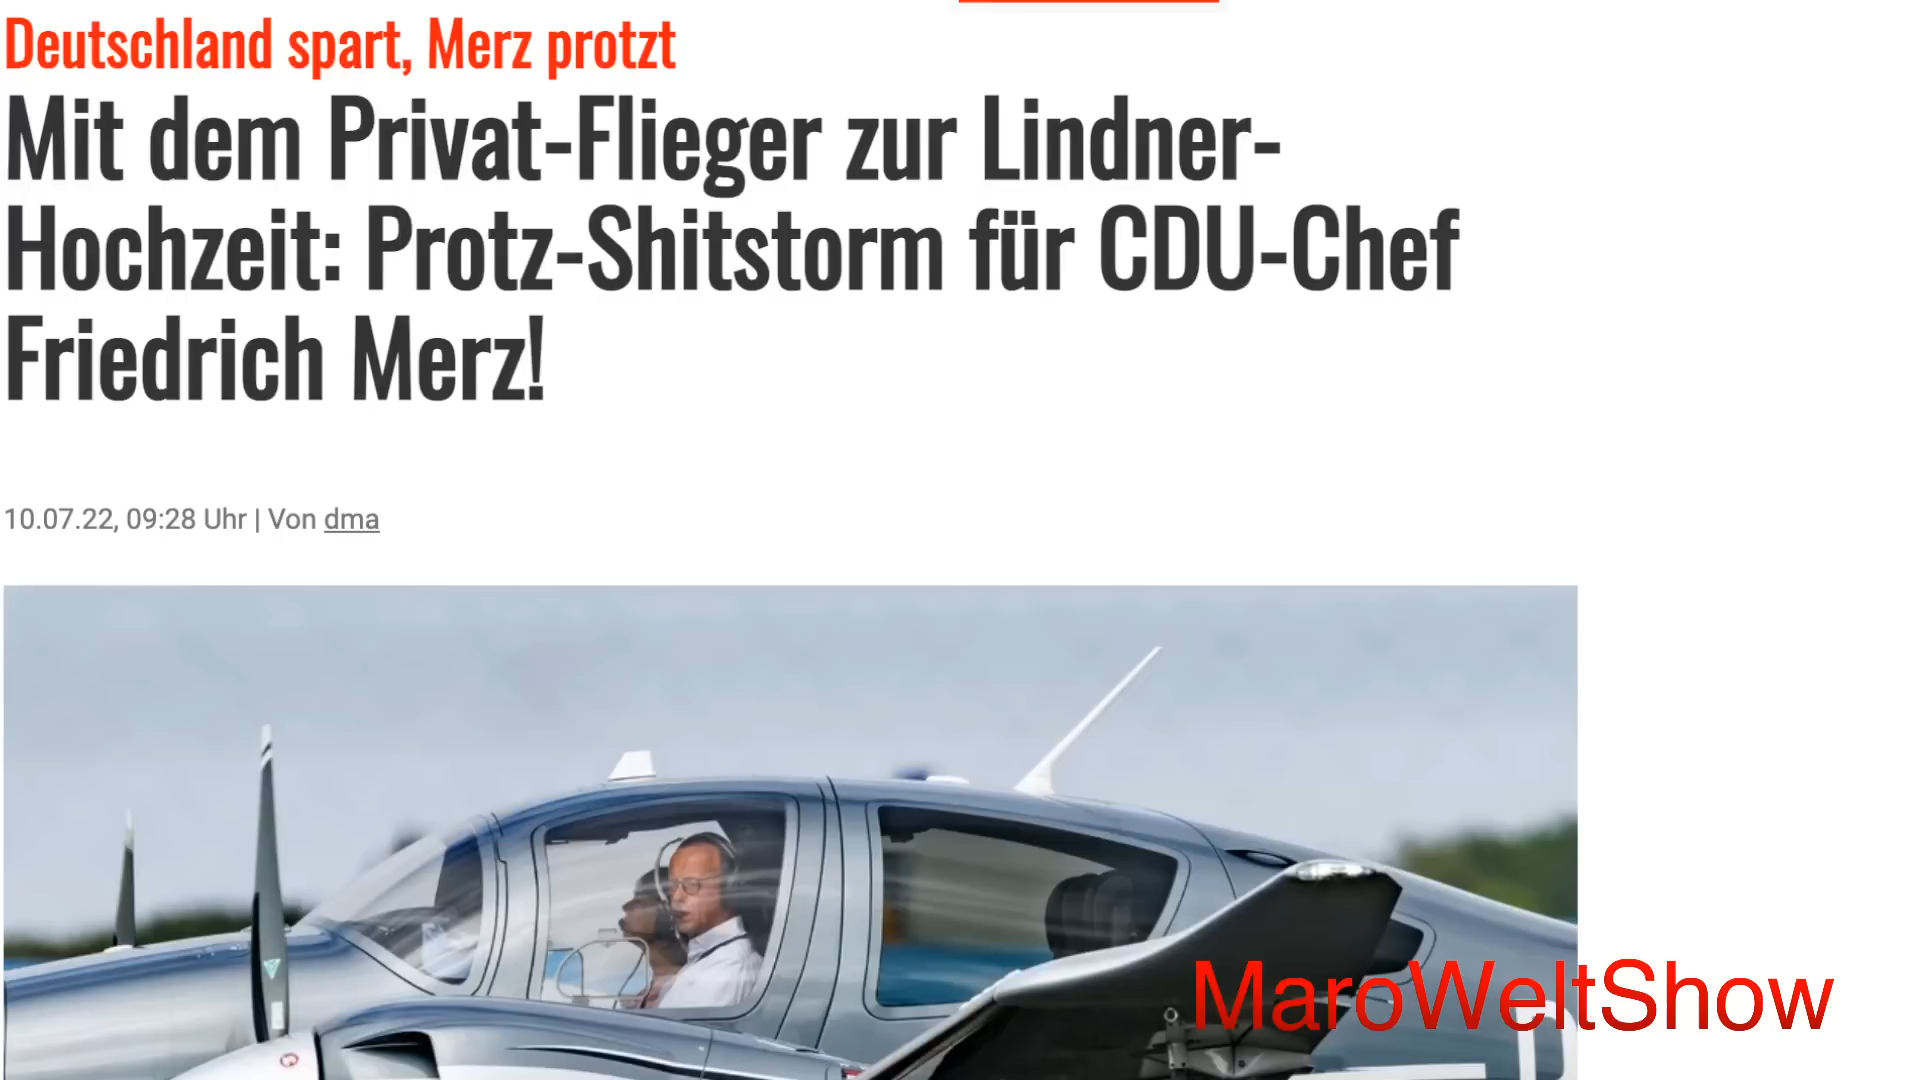 Deutschland spart, Merz protzt
Mit dem Privat-Flieger zur Lindner-
Hochzeit: Protz-Shitstorm für CDU-Chef
Friedrich Merz!
10.07.22, 09:28 Uhr | Von dma
MaroWeltShow